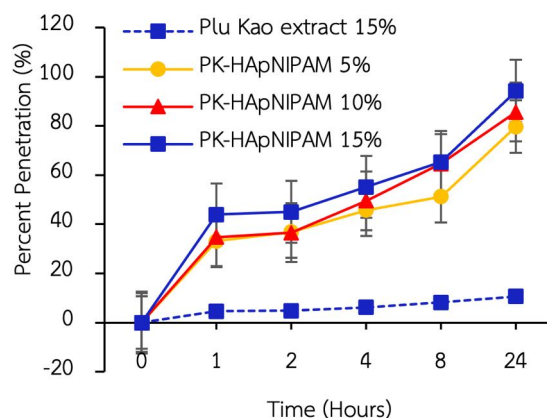 120
100
80
60
40
20
0
-20
Percent Penetration (%)
Plu Kao extract 15%
PK-HApNIPAM 5%
PK-HApNIPAM 10%
PK-HApNIPAM 15%
0 1 2 4 8 24
Time (Hours)